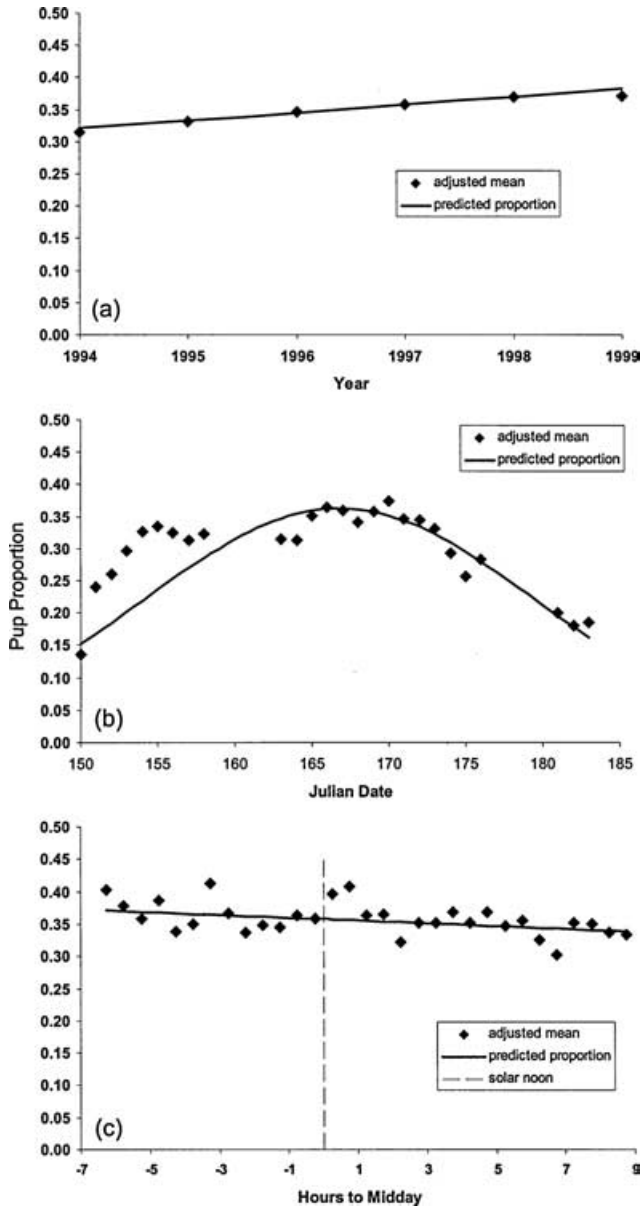 0.50
0.45
0.40
0.35
0.30
0.25
0.20
0.15
0.10
0.05
0.00
adjusted mean
predicted proportion
(a)
1994 1995 1996 1997 1998 1999
Year
Pup Proportion
0.50
0.45
0.40
0.35
0.30
0.25
0.20
0.15
0.10
0.05
0.00
adjusted mean
predicted proportion
(b)
150 155 160 165 170 175 180 185
Julian Date
0.50
0.45
0.40
0.35
0.30
0.25
0.20
0.15
0.10
0.05
0.00
adjusted mean
predicted proportion
solar noon
(c)
-7 -5 -3 -1 1 3 5 7 9
Hours to Midday